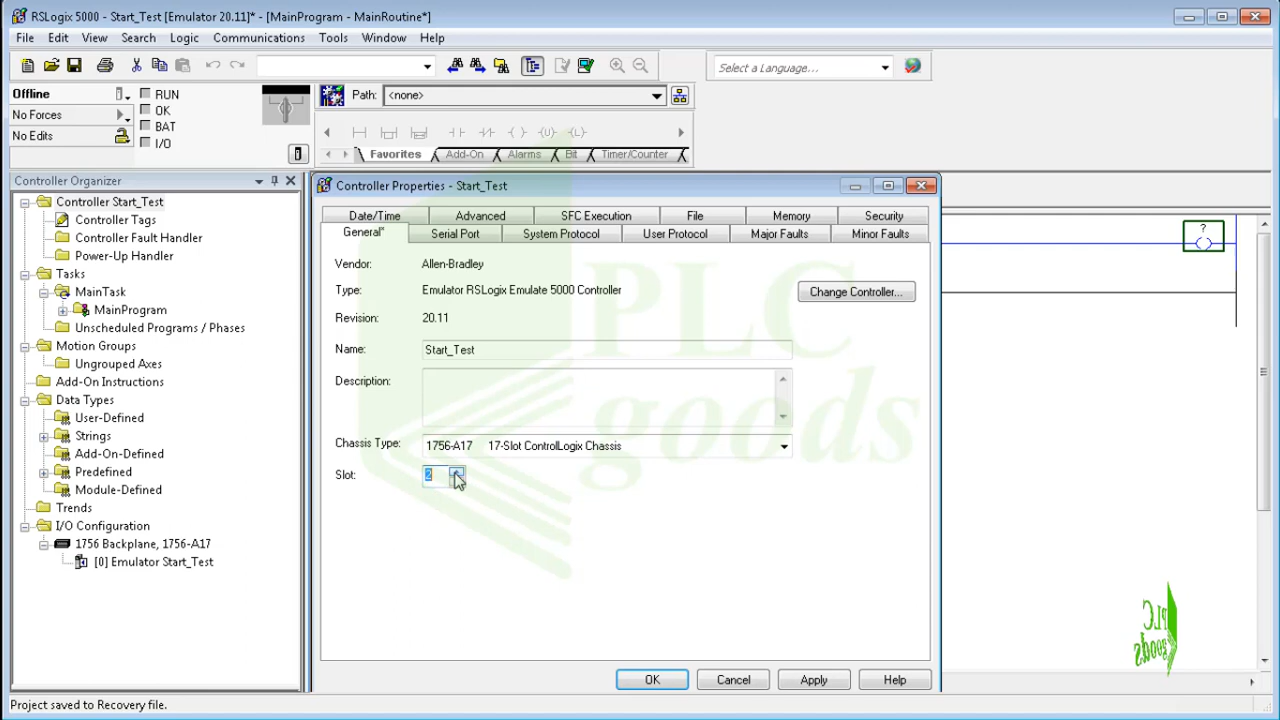 RSLogix 5000 - Start_Test [Emulator 20.11]* - [MainProgram - MainRoutine*]
File Edit View Search Logic Communications Tools Window Help
Select a Language...
Offline
RUN
No Forces
OK
No Edits
BAT
I/O
Path: <none>
Favorites Add-On Alarms Bit Timer/Counter
Controller Organizer
Controller Start_Test
Controller Tags
Controller Fault Handler
Power-Up Handler
Tasks
MainTask
MainProgram
Unscheduled Programs / Phases
Motion Groups
Ungrouped Axes
Add-On Instructions
Data Types
User-Defined
Strings
Add-On-Defined
Predefined
Module-Defined
Trends
I/O Configuration
1756 Backplane, 1756-A17
[0] Emulator Start_Test
Controller Properties - Start_Test
Date/Time Advanced SFC Execution File Memory Security
General* Serial Port System Protocol User Protocol Major Faults Minor Faults
Vendor: Allen-Bradley
Type: Emulator RSLogix Emulate 5000 Controller
Change Controller...
Revision: 20.11
Name: Start_Test
Description:
Chassis Type: 1756-A17 17-Slot ControlLogix Chassis
Slot:
OK Cancel Apply Help
?
PLC
goods
PLC
goods
Project saved to Recovery file.